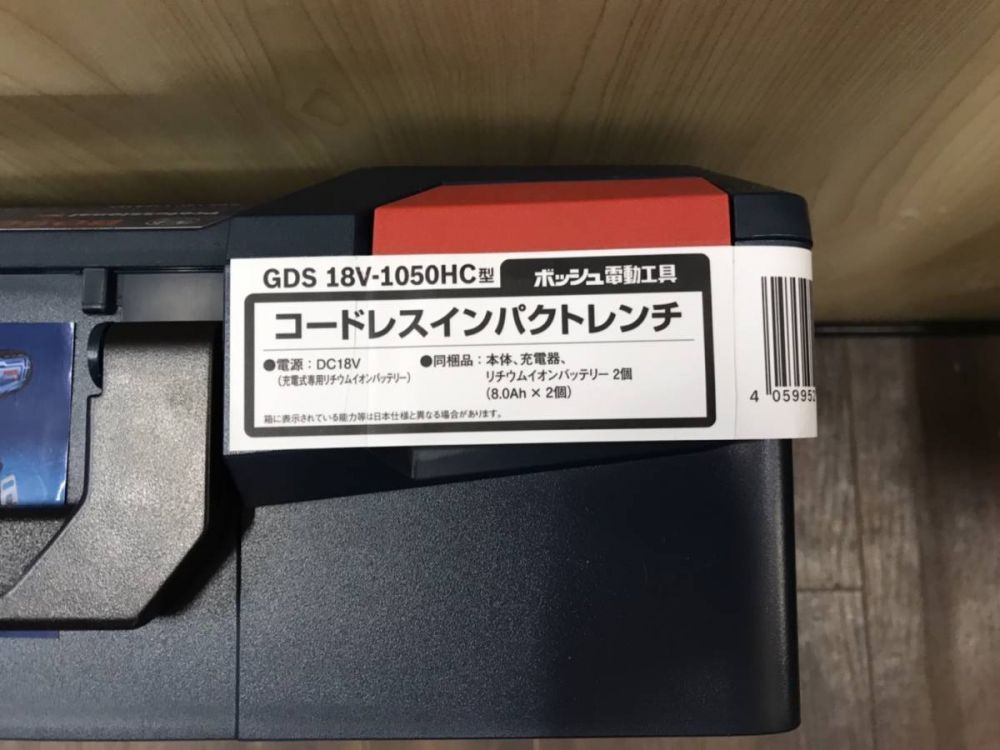 GDS 18V-1050HC型 ボッシュ電動工具
コードレスインパクトレンチ
●電源：DC18V
（充電式専用リチウムイオンバッテリー）
●同梱品：本体、充電器、
リチウムイオンバッテリー 2個
（8.0Ah × 2個）
箱に表示されている能力等は日本仕様と異なる場合があります。
4 059952